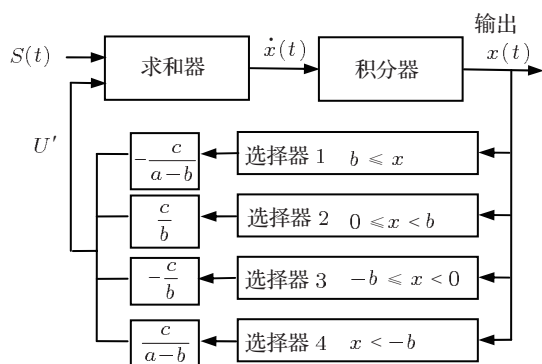 输出
S(t)
求和器
ẋ(t)
积分器
x(t)
U′
−c/(a−b)
选择器 1 b ⩽ x
c/b
选择器 2 0 ⩽ x < b
−c/b
选择器 3 −b ⩽ x < 0
c/(a−b)
选择器 4 x < −b